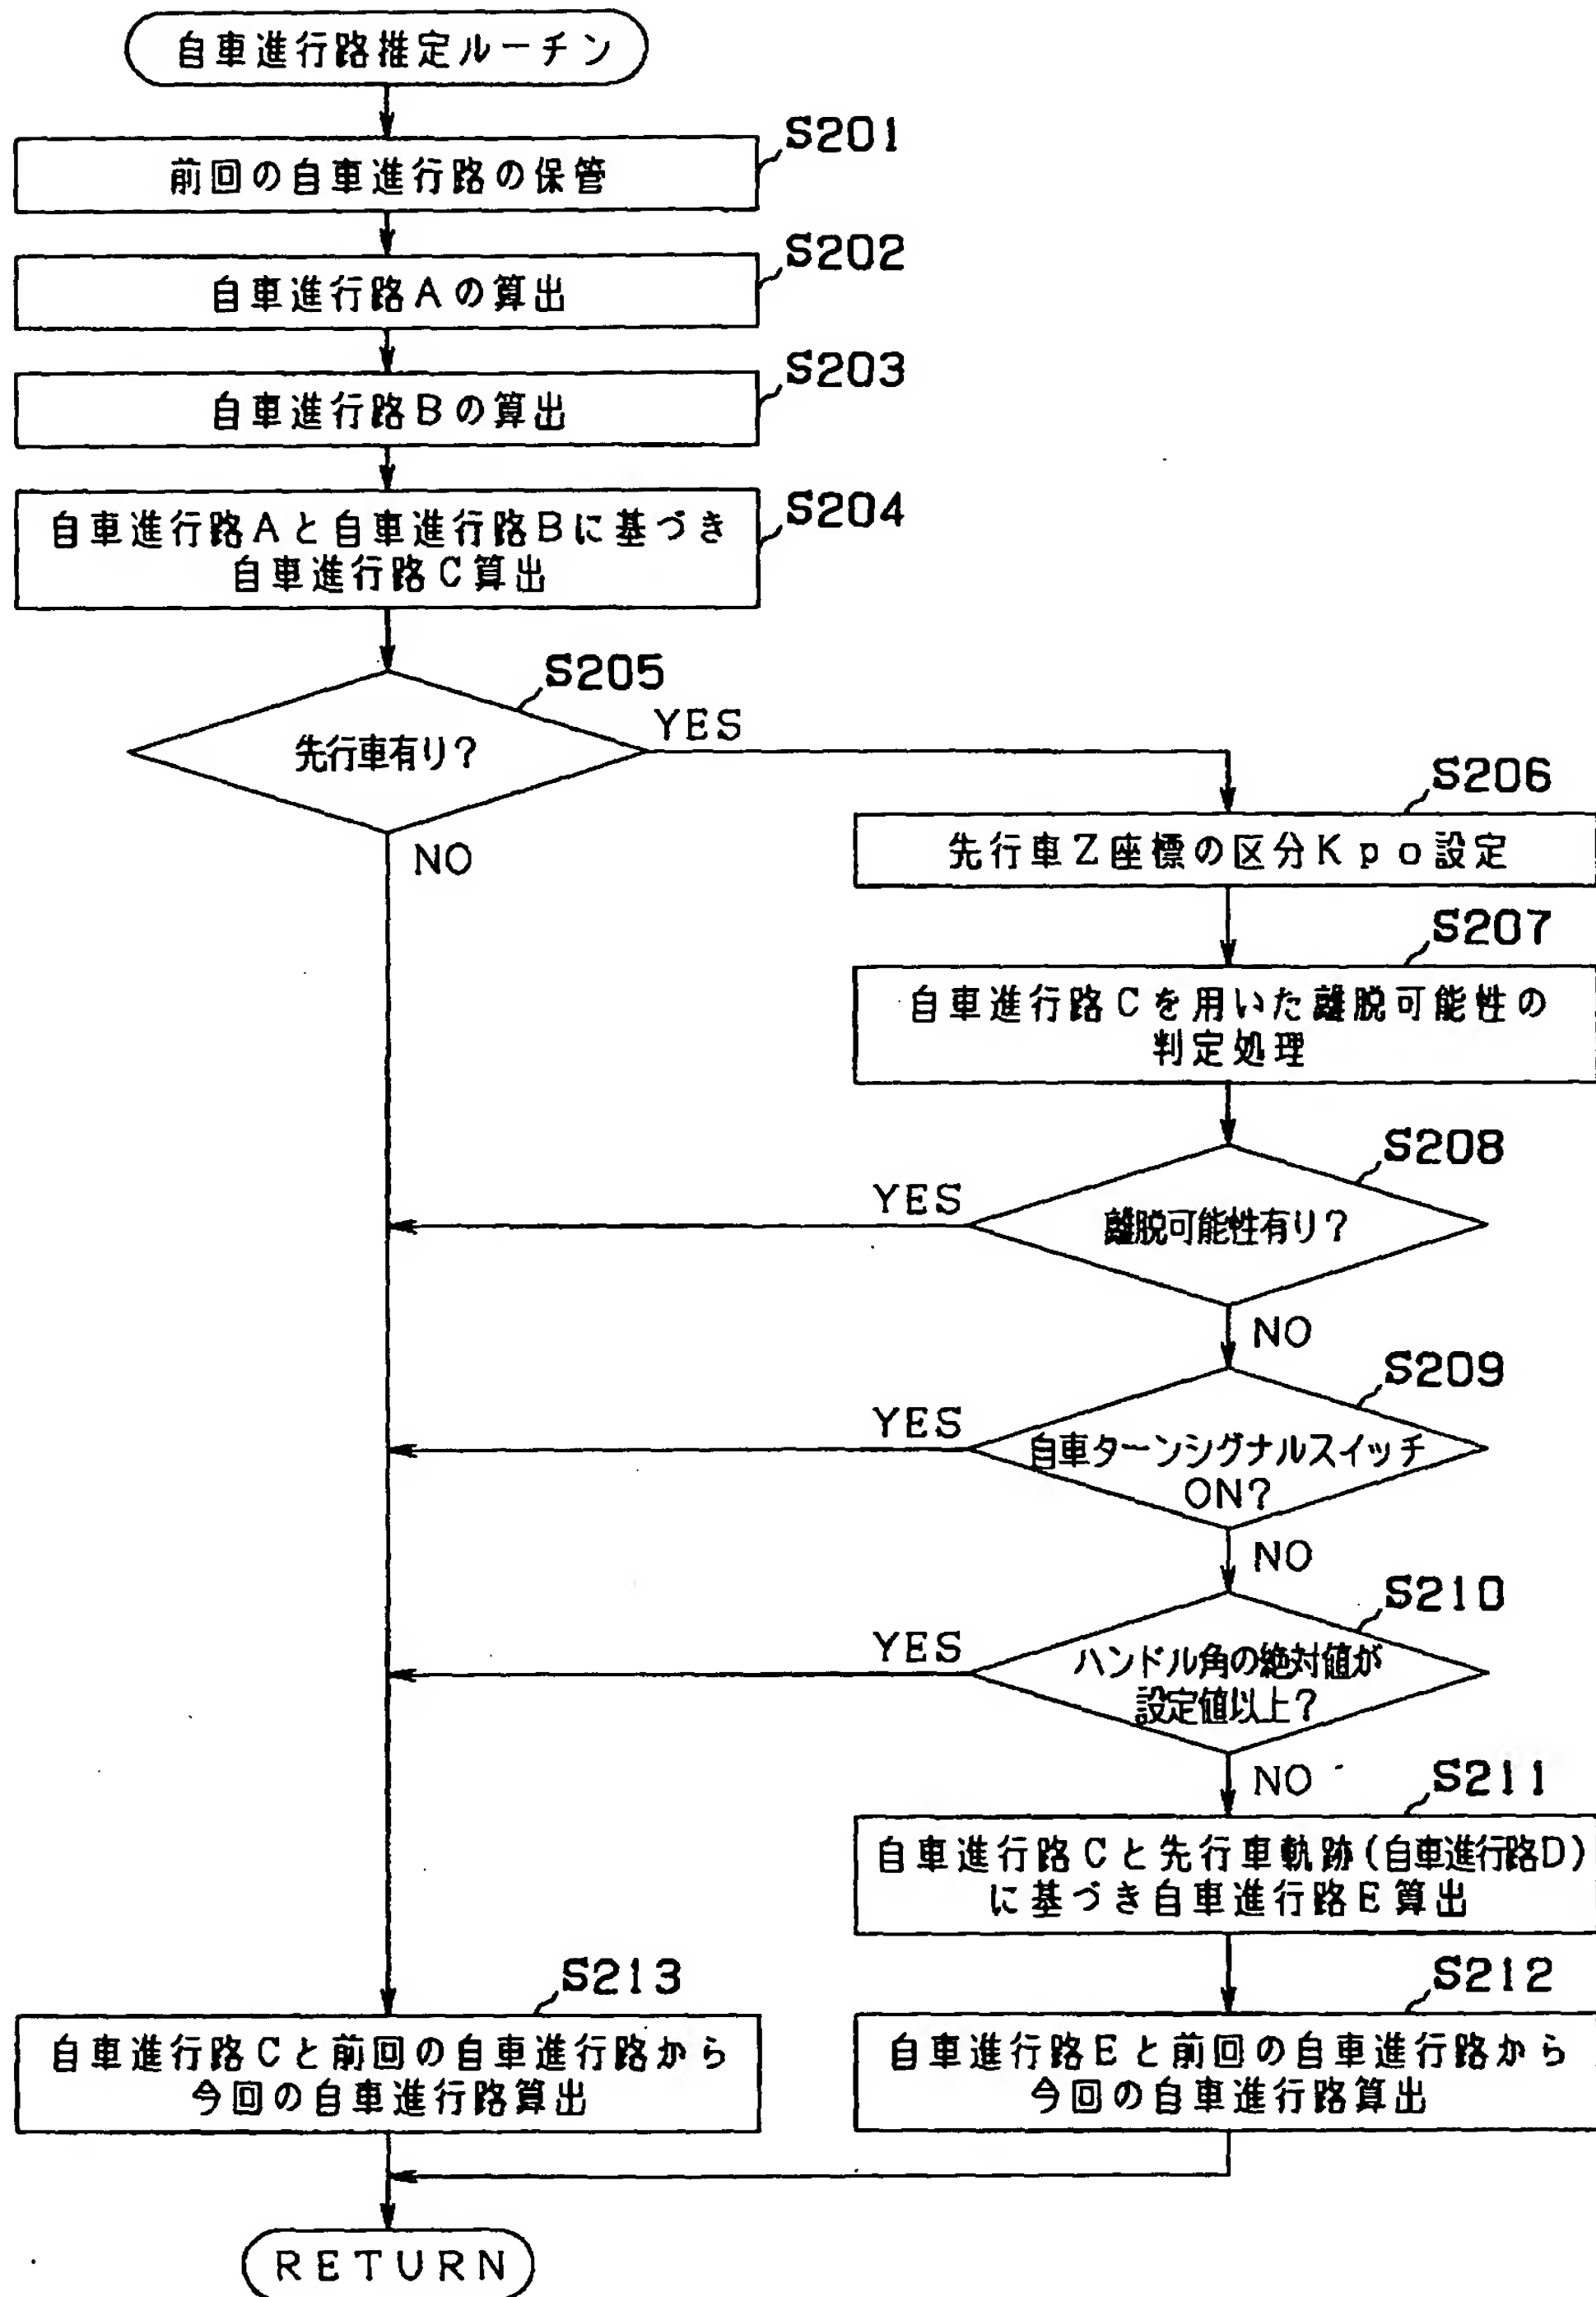 自車進行路推定ルーチン
S201
前回の自車進行路の保管
S202
自車進行路Aの算出
S203
自車進行路Bの算出
S204
自車進行路Aと自車進行路Bに基づき
自車進行路C算出
S205
先行車有り?
YES
NO
S206
先行車Z座標の区分Kpo設定
S207
自車進行路Cを用いた離脱可能性の
判定処理
S208
離脱可能性有り?
YES
NO
S209
自車ターンシグナルスイッチ
ON?
YES
NO
S210
ハンドル角の絶対値が
設定値以上?
YES
NO
S211
自車進行路Cと先行車軌跡(自車進行路D)
に基づき自車進行路E算出
S212
自車進行路Eと前回の自車進行路から
今回の自車進行路算出
S213
自車進行路Cと前回の自車進行路から
今回の自車進行路算出
RETURN